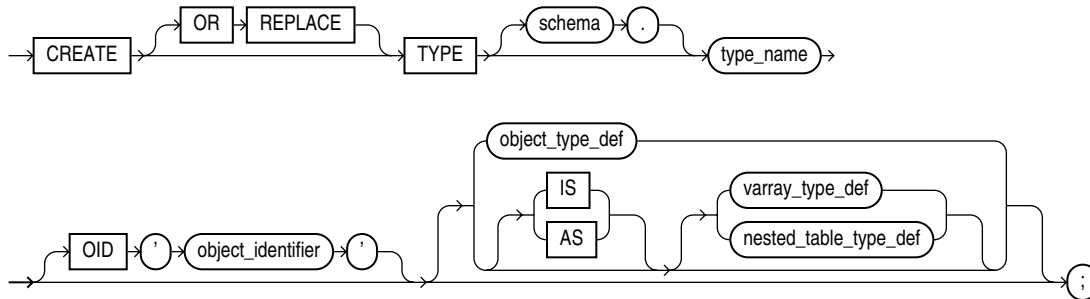 OR REPLACE schema .
CREATE TYPE type_name
object_type_def
IS varray_type_def
OID ' object_identifier ' AS nested_table_type_def
;